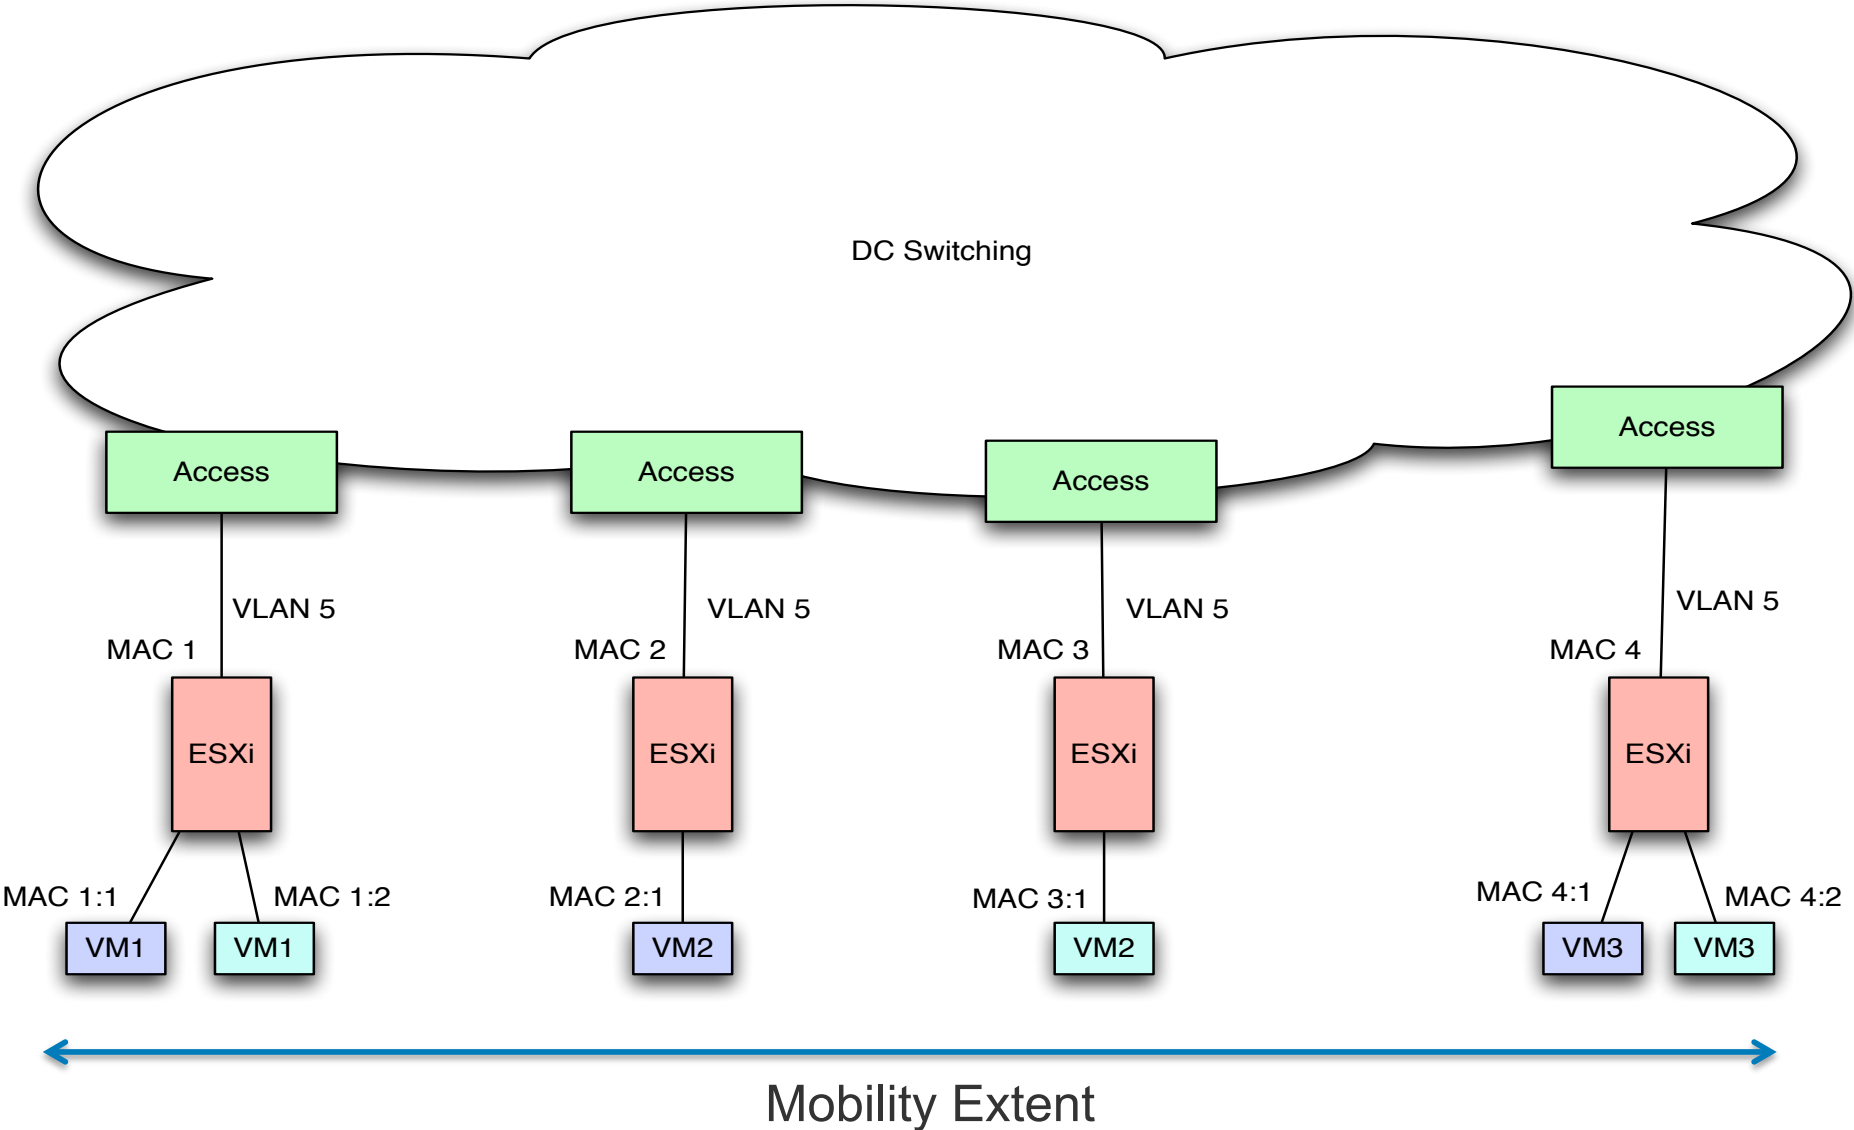 DC Switching
Access
Access
Access
Access
VLAN 5
VLAN 5
VLAN 5
VLAN 5
MAC 1
MAC 2
MAC 3
MAC 4
ESXi
ESXi
ESXi
ESXi
MAC 1:1
MAC 1:2
MAC 2:1
MAC 3:1
MAC 4:1
MAC 4:2
VM1
VM1
VM2
VM2
VM3
VM3
Mobility Extent